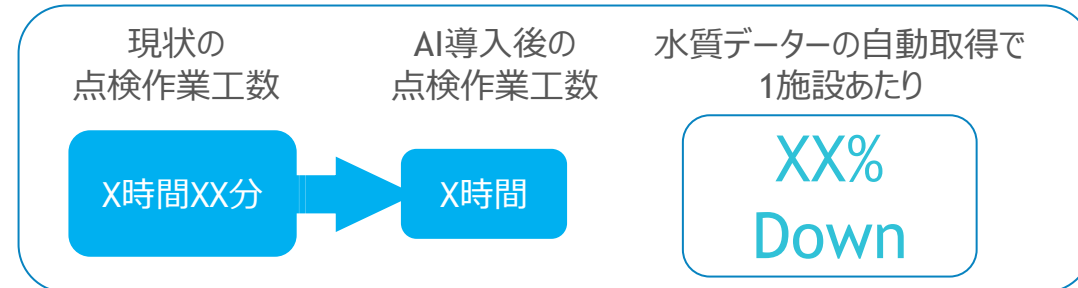 現状の
点検作業工数
AI導入後の
点検作業工数
水質データーの自動取得で
1施設あたり
X時間XX分
X時間
XX%
Down